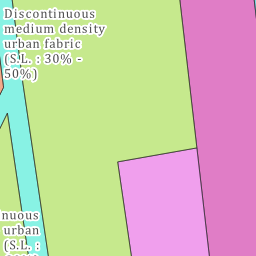 Discontinuous
medium density
urban fabric
(S.L. : 30% -
50%)
nuous
urban
(S.L. :